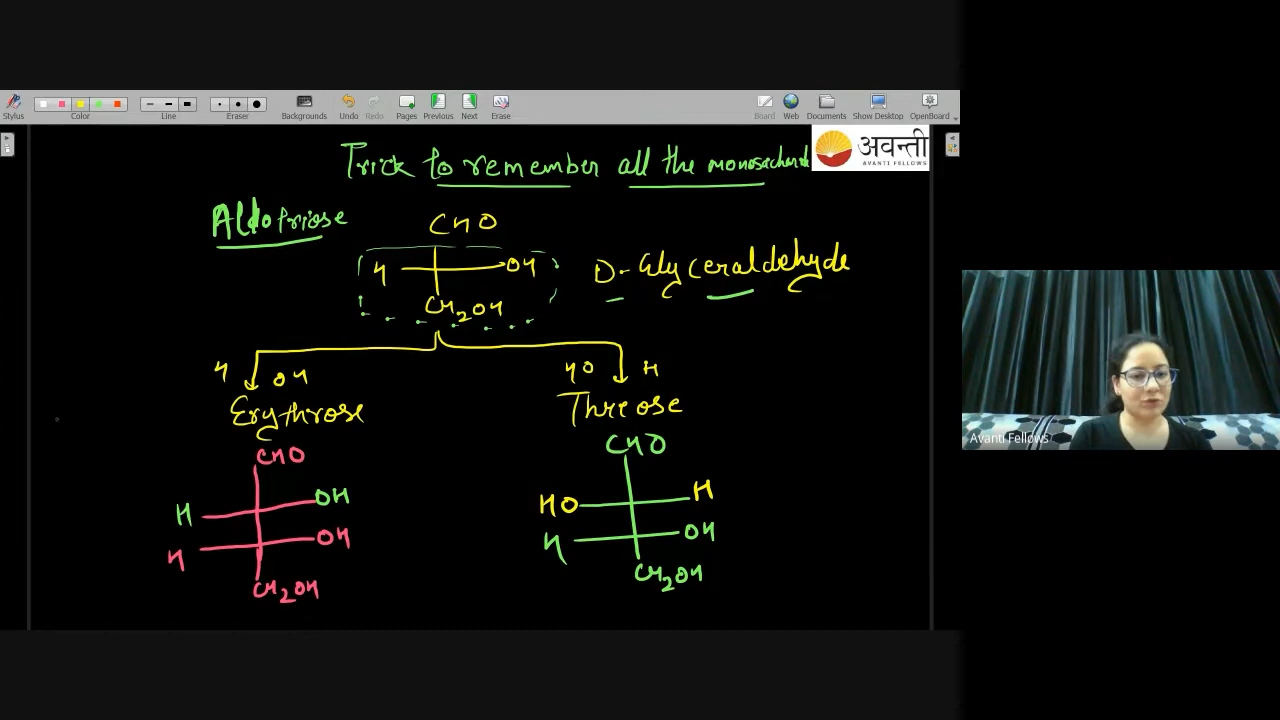 Stylus
Color
Line
Eraser
Backgrounds
Undo
Redo
Pages
Previous
Next
Erase
Board
Web
Documents
Show Desktop
OpenBoard
Trick to remember all the monosacharide
अवन्ती
AVANTI FELLOWS
Aldotriose
CHO
H OH
CH2OH
D-Glyceraldehyde
H OH
HO H
Erythrose
Threose
CHO
H OH
H OH
CH2OH
CHO
HO H
H OH
CH2OH
Avanti Fellows